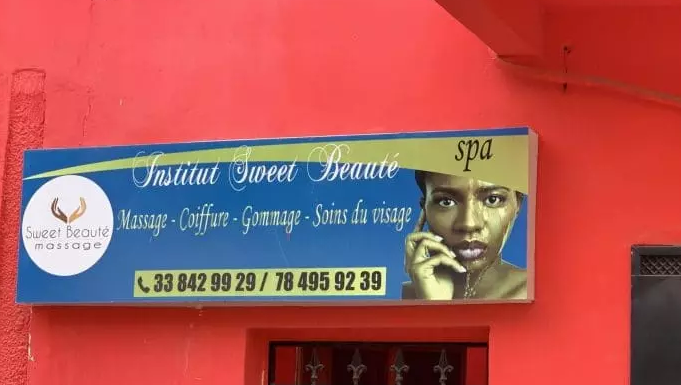 Institut Sweet Beauté
spa
Massage - Coiffure - Gommage - Soins du visage
Sweet Beauté
massage
33 842 99 29 / 78 495 92 39